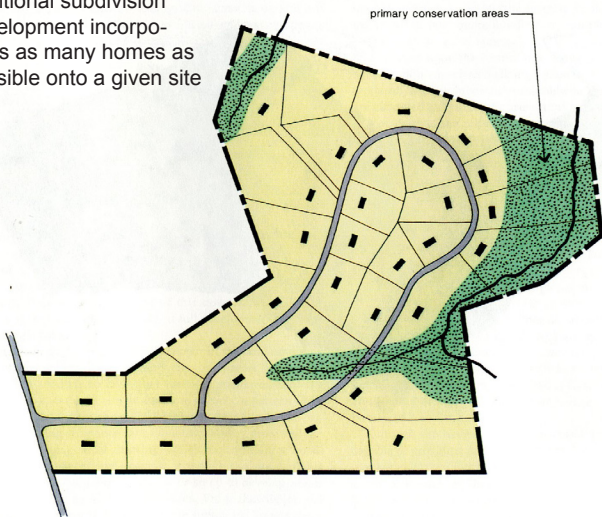 itional subdivision
elopment incorpo-
s as many homes as
sible onto a given site
primary conservation areas